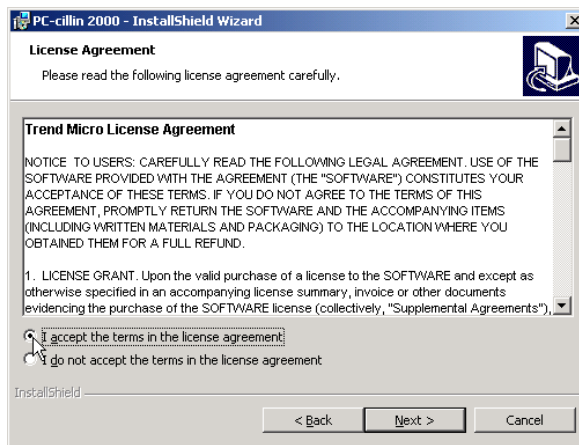 PC-cillin 2000 - InstallShield Wizard
License Agreement
Please read the following license agreement carefully.
Trend Micro License Agreement
NOTICE TO USERS: CAREFULLY READ THE FOLLOWING LEGAL AGREEMENT. USE OF THE
SOFTWARE PROVIDED WITH THE AGREEMENT (THE "SOFTWARE") CONSTITUTES YOUR
ACCEPTANCE OF THESE TERMS. IF YOU DO NOT AGREE TO THE TERMS OF THIS
AGREEMENT, PROMPTLY RETURN THE SOFTWARE AND THE ACCOMPANYING ITEMS
(INCLUDING WRITTEN MATERIALS AND PACKAGING) TO THE LOCATION WHERE YOU
OBTAINED THEM FOR A FULL REFUND.
1. LICENSE GRANT. Upon the valid purchase of a license to the SOFTWARE and except as
otherwise specified in an accompanying license summary, invoice or other documents
evidencing the purchase of the SOFTWARE license (collectively, "Supplemental Agreements"),
I accept the terms in the license agreement
I do not accept the terms in the license agreement
InstallShield
< Back
Next >
Cancel